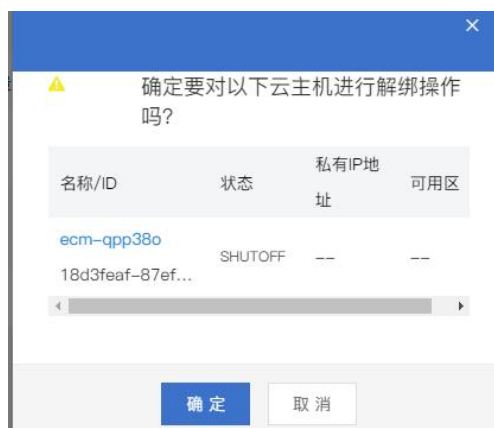 确定要对以下云主机进行解绑操作
吗?
名称/ID 状态 私有IP地
址 可用区
ecm-qpp38o
18d3feaf-87ef... SHUTOFF -- --
确定 取消